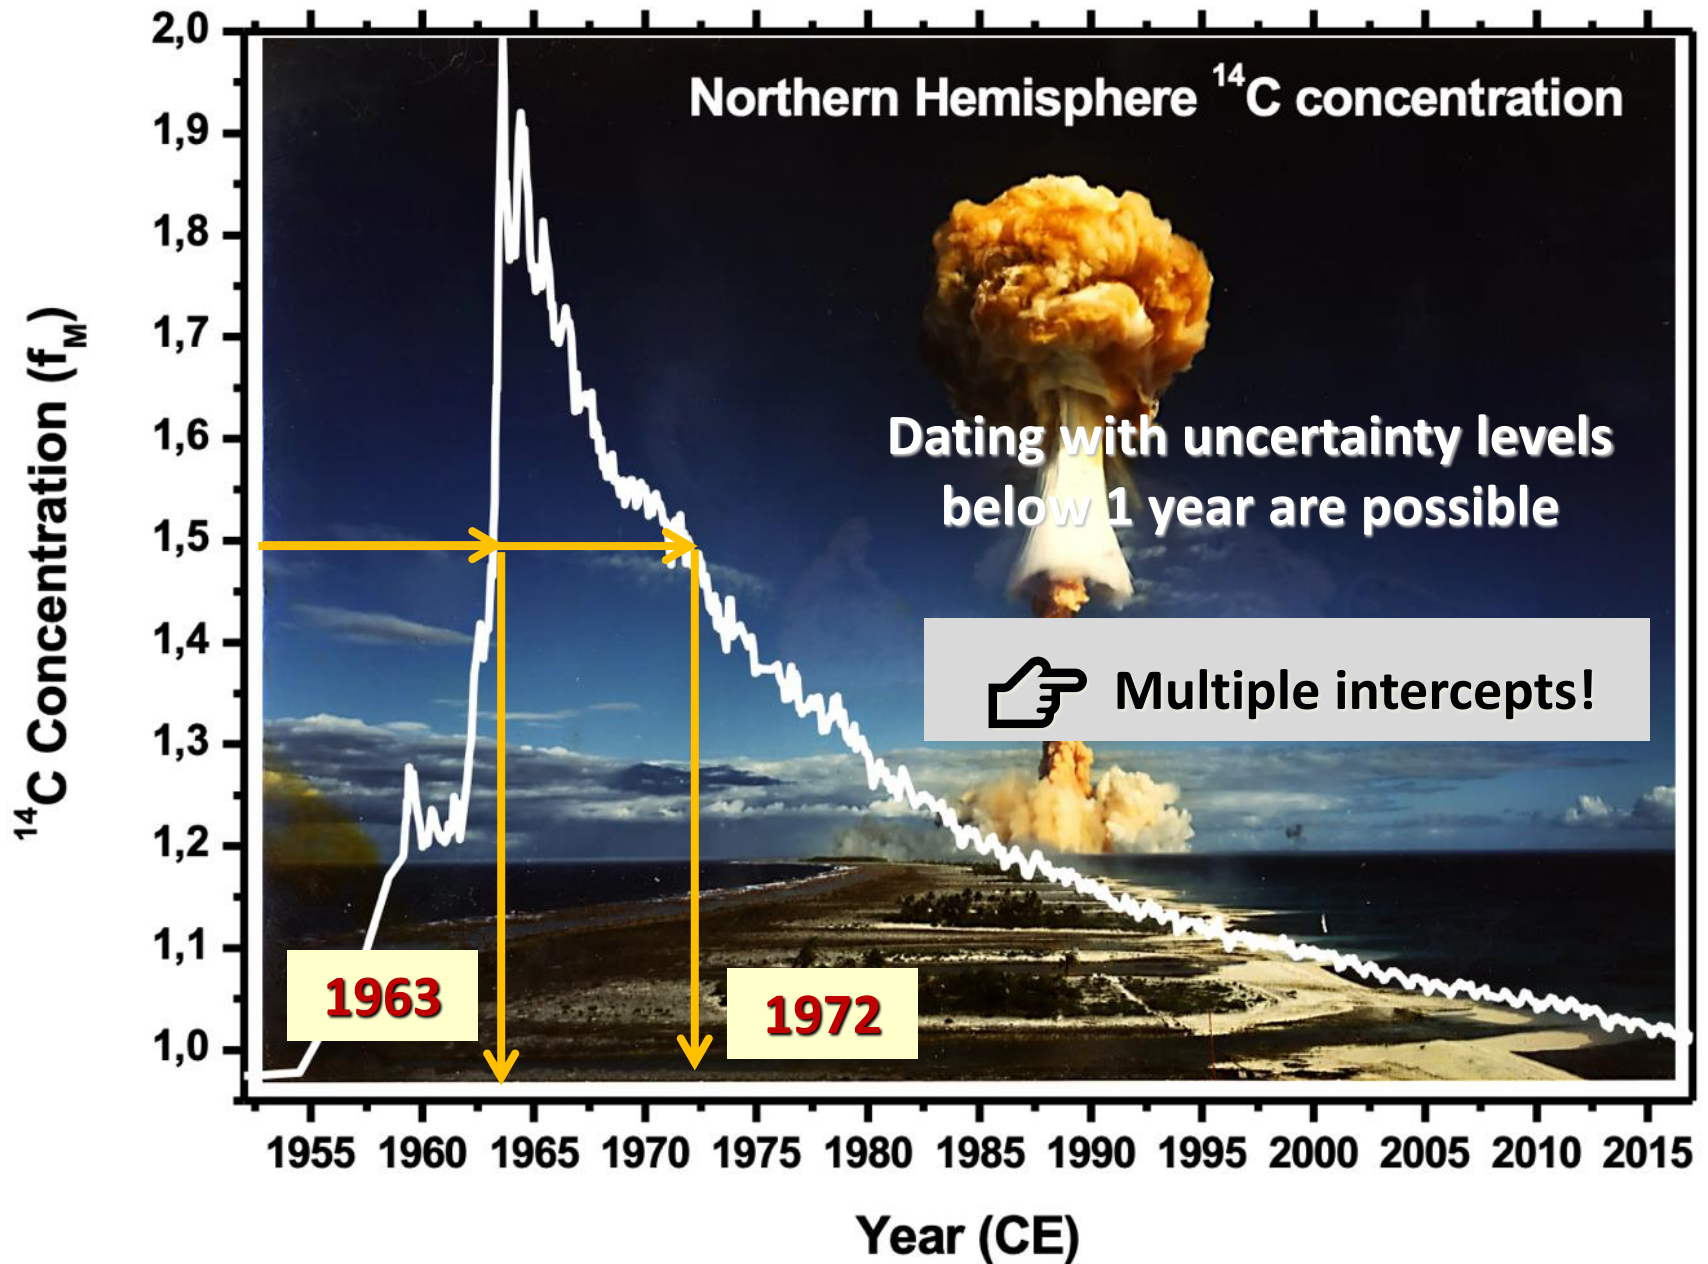 Northern Hemisphere ¹⁴C concentration
2,0
1,9
1,8
1,7
1,6
1,5
1,4
1,3
1,2
1,1
1,0
¹⁴C Concentration (f_M)
Dating with uncertainty levels
below 1 year are possible
Multiple intercepts!
1963
1972
1955 1960 1965 1970 1975 1980 1985 1990 1995 2000 2005 2010 2015
Year (CE)